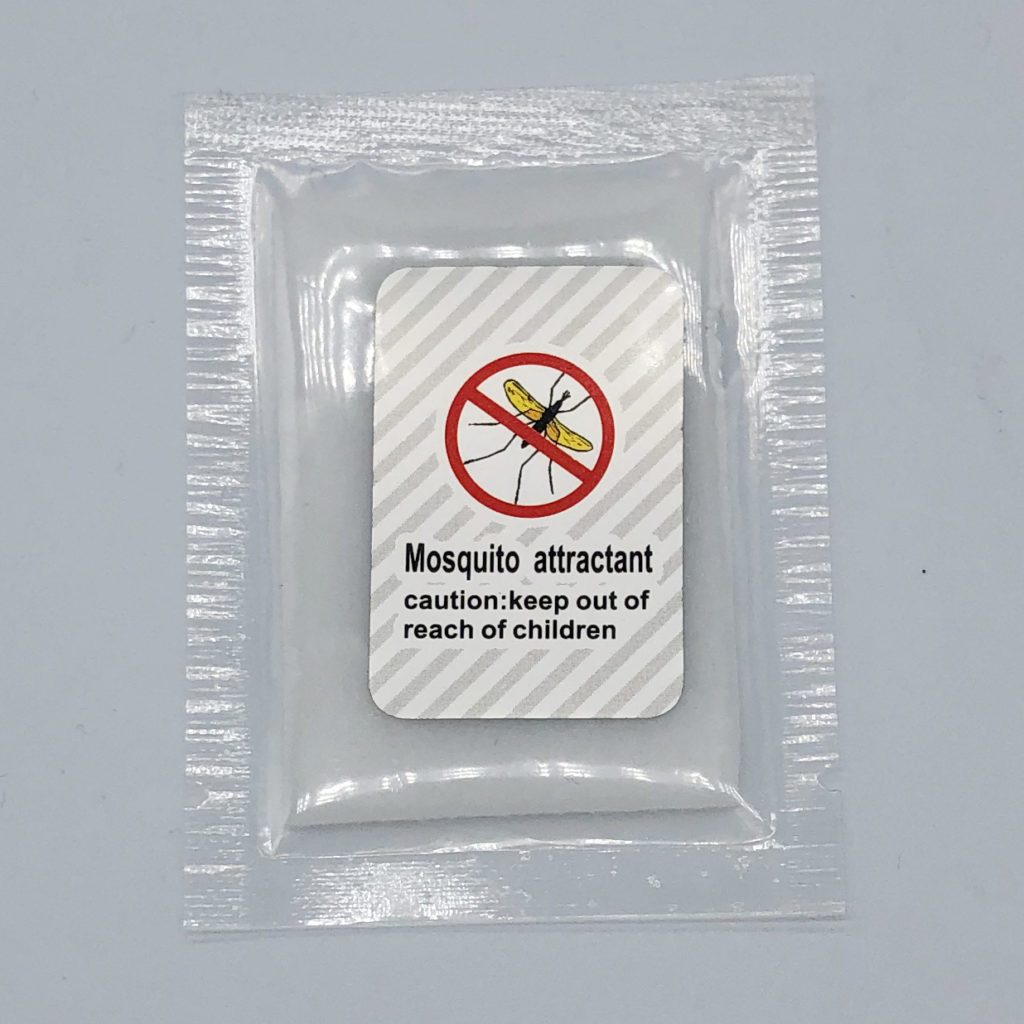 Mosquito attractant
caution:keep out of
reach of children